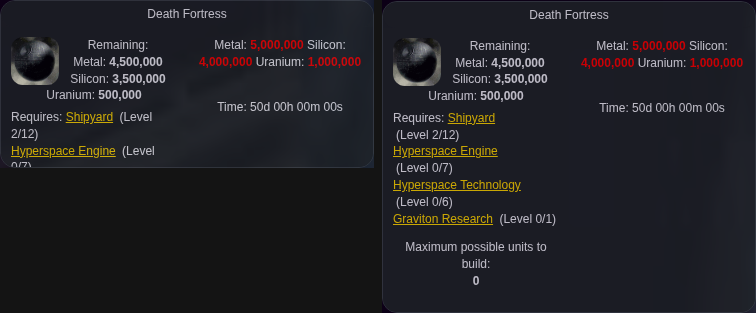 Death Fortress
Remaining:
Metal: 4,500,000
Silicon: 3,500,000
Uranium: 500,000
Metal: 5,000,000 Silicon:
4,000,000 Uranium: 1,000,000
Time: 50d 00h 00m 00s
Requires: Shipyard (Level
2/12)
Hyperspace Engine (Level
0/7)
Death Fortress
Remaining:
Metal: 4,500,000
Silicon: 3,500,000
Uranium: 500,000
Metal: 5,000,000 Silicon:
4,000,000 Uranium: 1,000,000
Time: 50d 00h 00m 00s
Requires: Shipyard
(Level 2/12)
Hyperspace Engine
(Level 0/7)
Hyperspace Technology
(Level 0/6)
Graviton Research (Level 0/1)
Maximum possible units to
build:
0